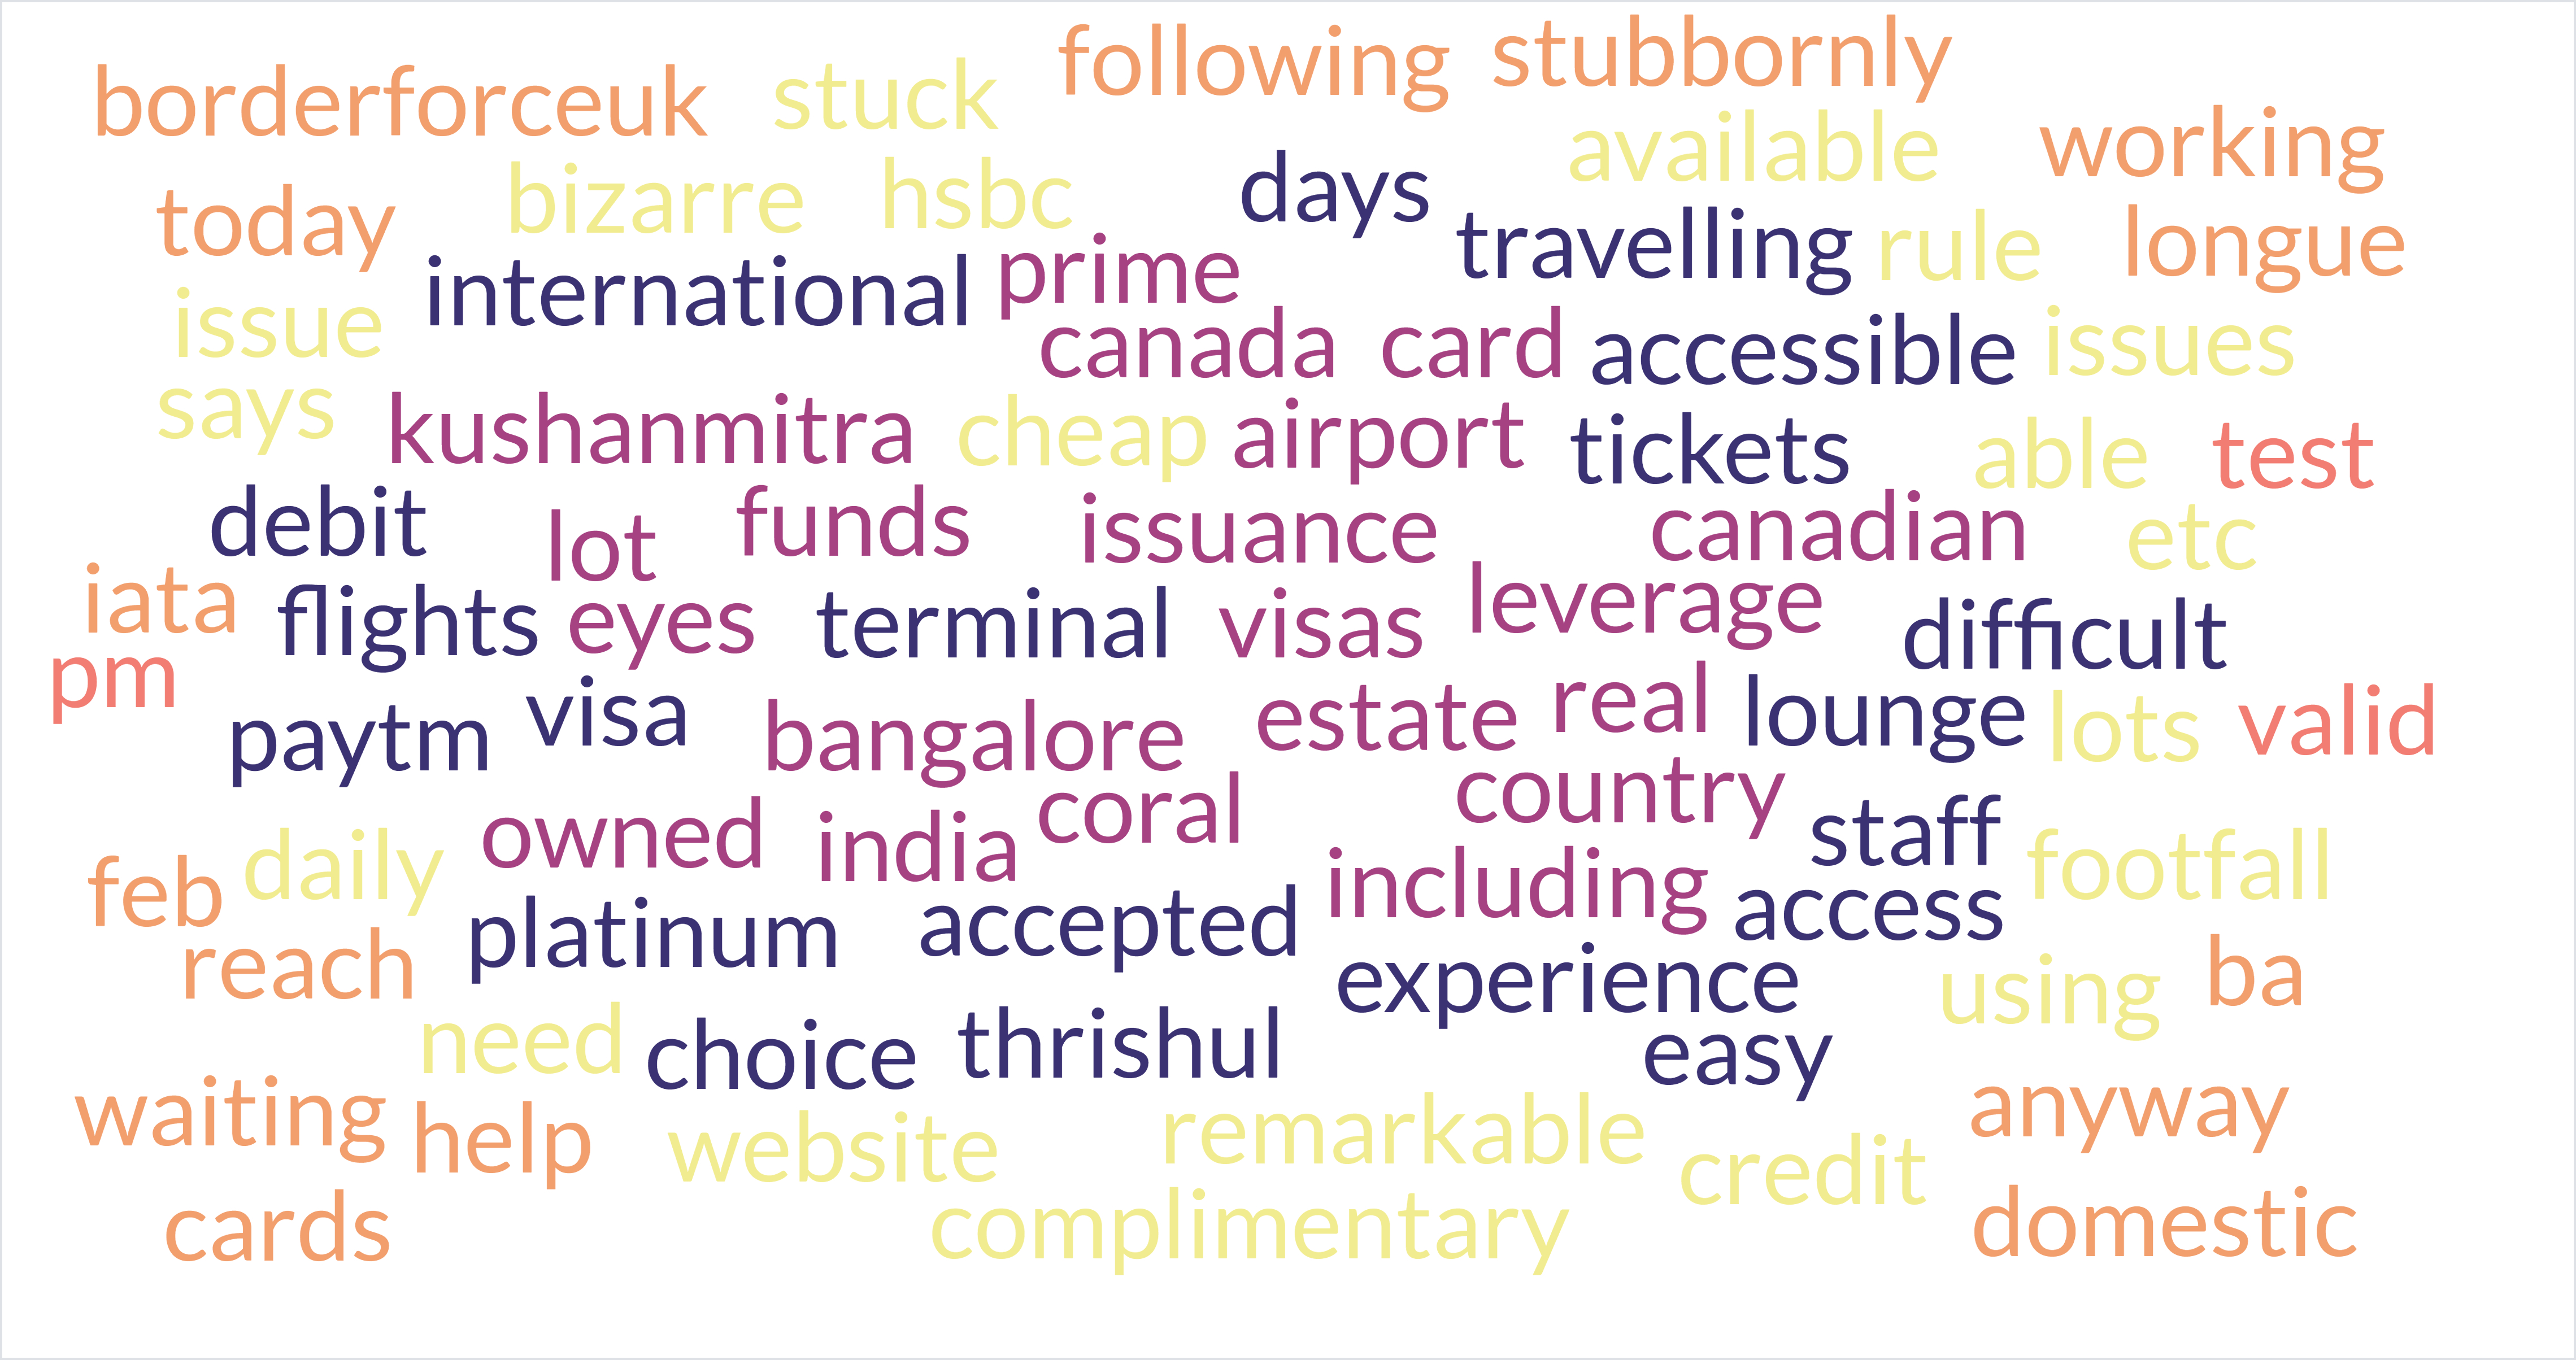 borderforceuk stuck following stubbornly
today bizarre hsbc days available working
international prime travelling rule longue
issue canada card accessible issues
says kushanmitra cheap airport tickets able test
debit lot funds issuance canadian etc
iata flights eyes terminal visas leverage difficult
pm paytm visa bangalore estate real lounge lots valid
owned india coral country staff footfall
feb daily platinum accepted including access
reach experience using ba
need choice thrishul easy
waiting help website remarkable credit anyway
cards complimentary domestic